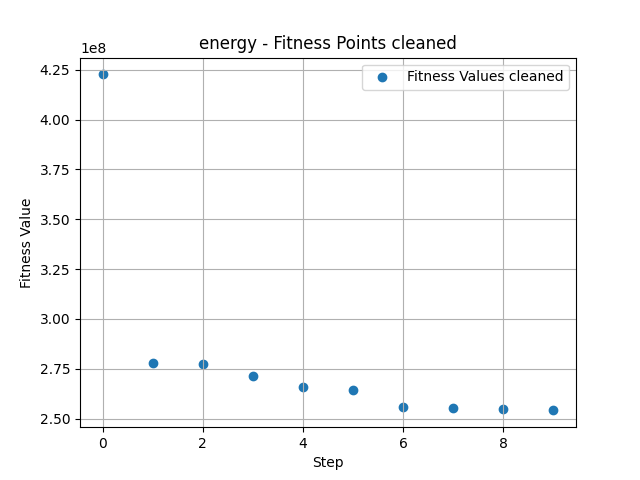 energy - Fitness Points cleaned
1e8
Fitness Values cleaned
4.25
4.00
3.75
3.50
3.25
3.00
2.75
2.50
Fitness Value
0 2 4 6 8
Step